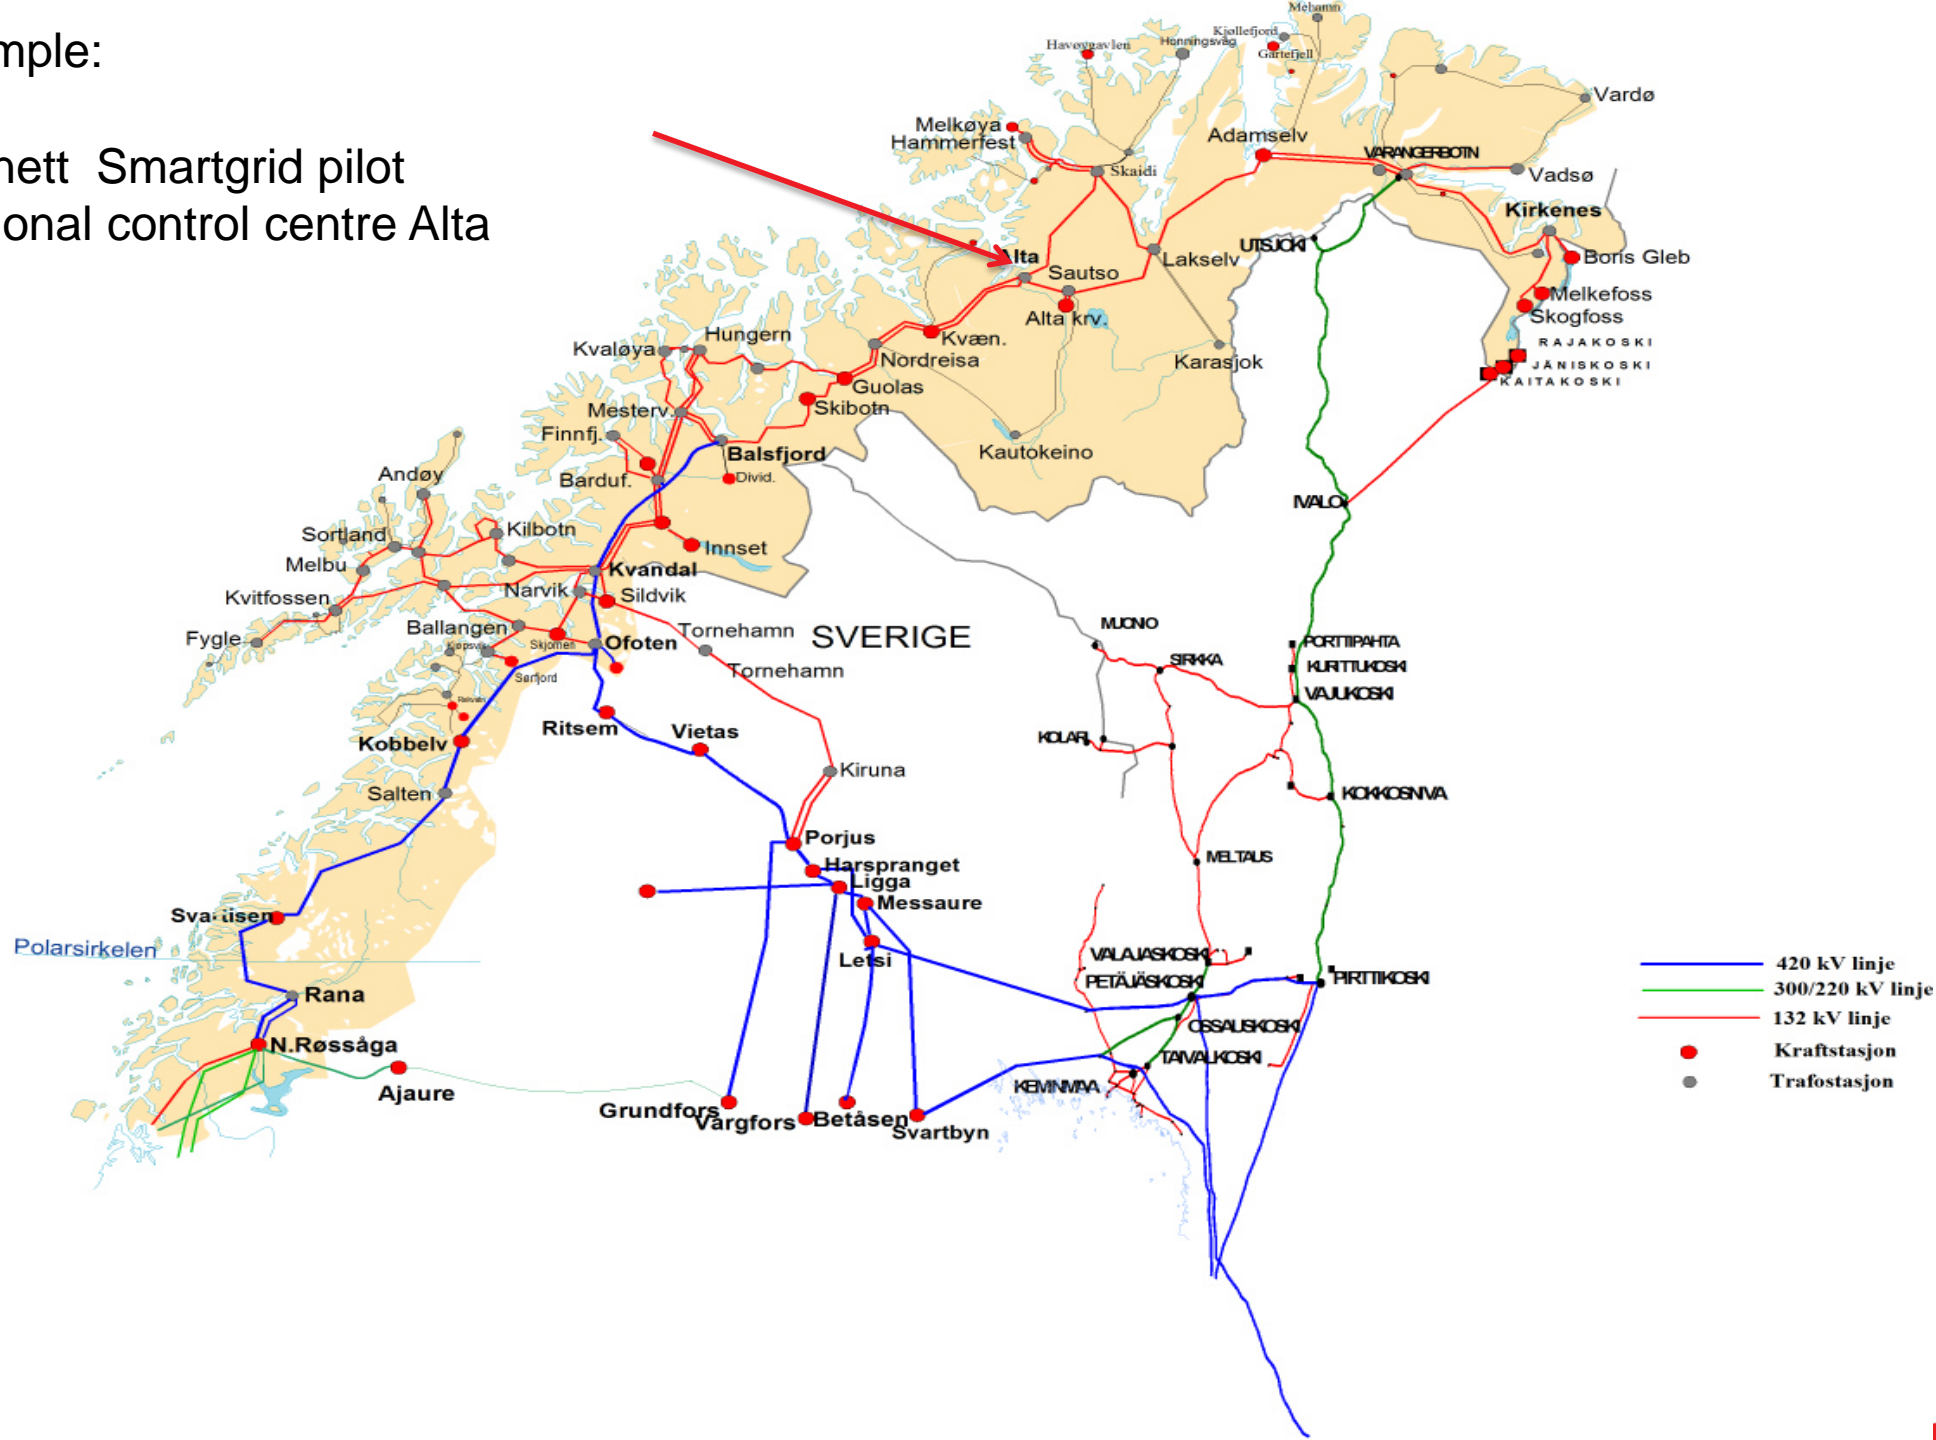 mple:
nett Smartgrid pilot
onal control centre Alta
Mehamn
Kjøllefjord
Havøygavlen
Honningsvåg
Gartefjell
Vardø
Melkøya
Hammerfest
Adamselv
VARANGERBOTN
Skaidi
Vadsø
Kirkenes
UTSJOKI
Alta
Lakselv
Boris Gleb
Sautso
Melkefoss
Alta krv.
Skogfoss
Hungern
Kvæn.
RAJAKOSKI
Kvaløya
Nordreisa
Karasjok
JÄNISKOSKI
KAITAKOSKI
Guolas
Skibotn
Mesterv.
Finnfj.
Balsfjord
Kautokeino
Andøy
Barduf.
Divid.
IVALO
Sortland
Kilbotn
Innset
Melbu
Kvandal
Kvitfossen
Narvik
Sildvik
Fygle
Ballangen
Tornehamn
SVERIGE
MUONIO
Kjøpsvik
Skjomen
Ofoten
PORTTIPAHTA
SIRKKA
KURITTUKOSKI
Tornehamn
Sørfjord
VAJUKOSKI
Ritsem
Vietas
Kobbelv
KOLARI
Kiruna
Salten
KOKKOSNIVA
Porjus
Harspranget
MELTAUS
Ligga
Messaure
Svartisen
Polarsirkelen
Letsi
VALAJASKOSKI
PETÄJÄSKOSKI
PIRTTIKOSKI
420 kV linje
Rana
300/220 kV linje
132 kV linje
OSSAUSKOSKI
N.Røssåga
Kraftstasjon
TAIVALKOSKI
Ajaure
KEMINMAA
Trafostasjon
Grundfors
Vargfors
Betåsen
Svartbyn